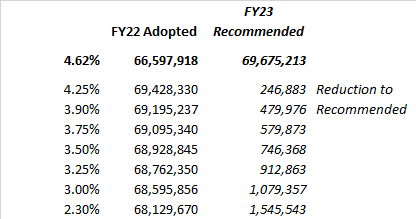 FY23
FY22 Adopted Recommended
4.62% 66,597,918 69,675,213
4.25% 69,428,330 246,883 Reduction to
3.90% 69,195,237 479,976 Recommended
3.75% 69,095,340 579,873
3.50% 68,928,845 746,368
3.25% 68,762,350 912,863
3.00% 68,595,856 1,079,357
2.30% 68,129,670 1,545,543